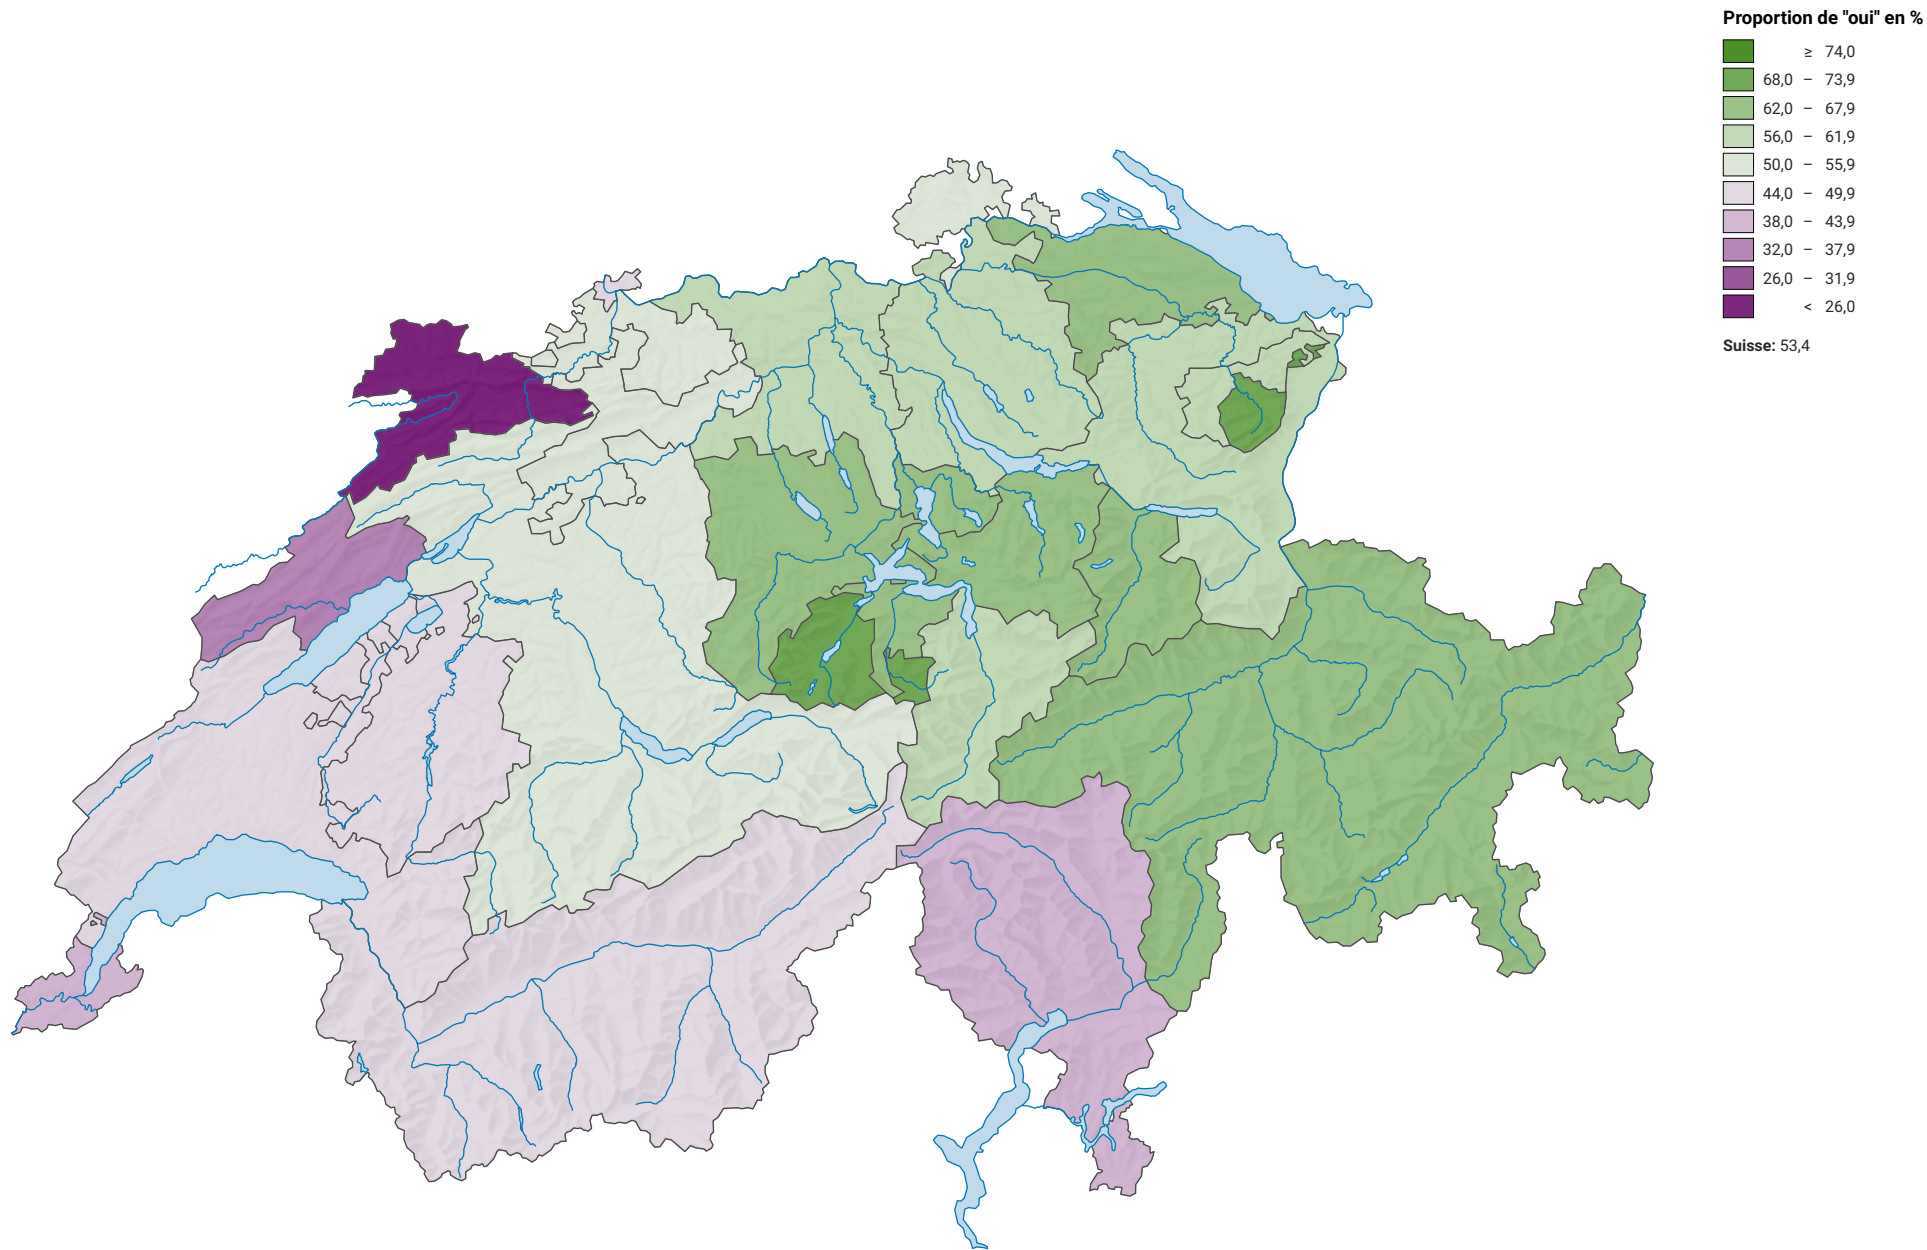 Proportion de "oui" en %
≥ 74,0
68,0 – 73,9
62,0 – 67,9
56,0 – 61,9
50,0 – 55,9
44,0 – 49,9
38,0 – 43,9
32,0 – 37,9
26,0 – 31,9
< 26,0
Suisse: 53,4